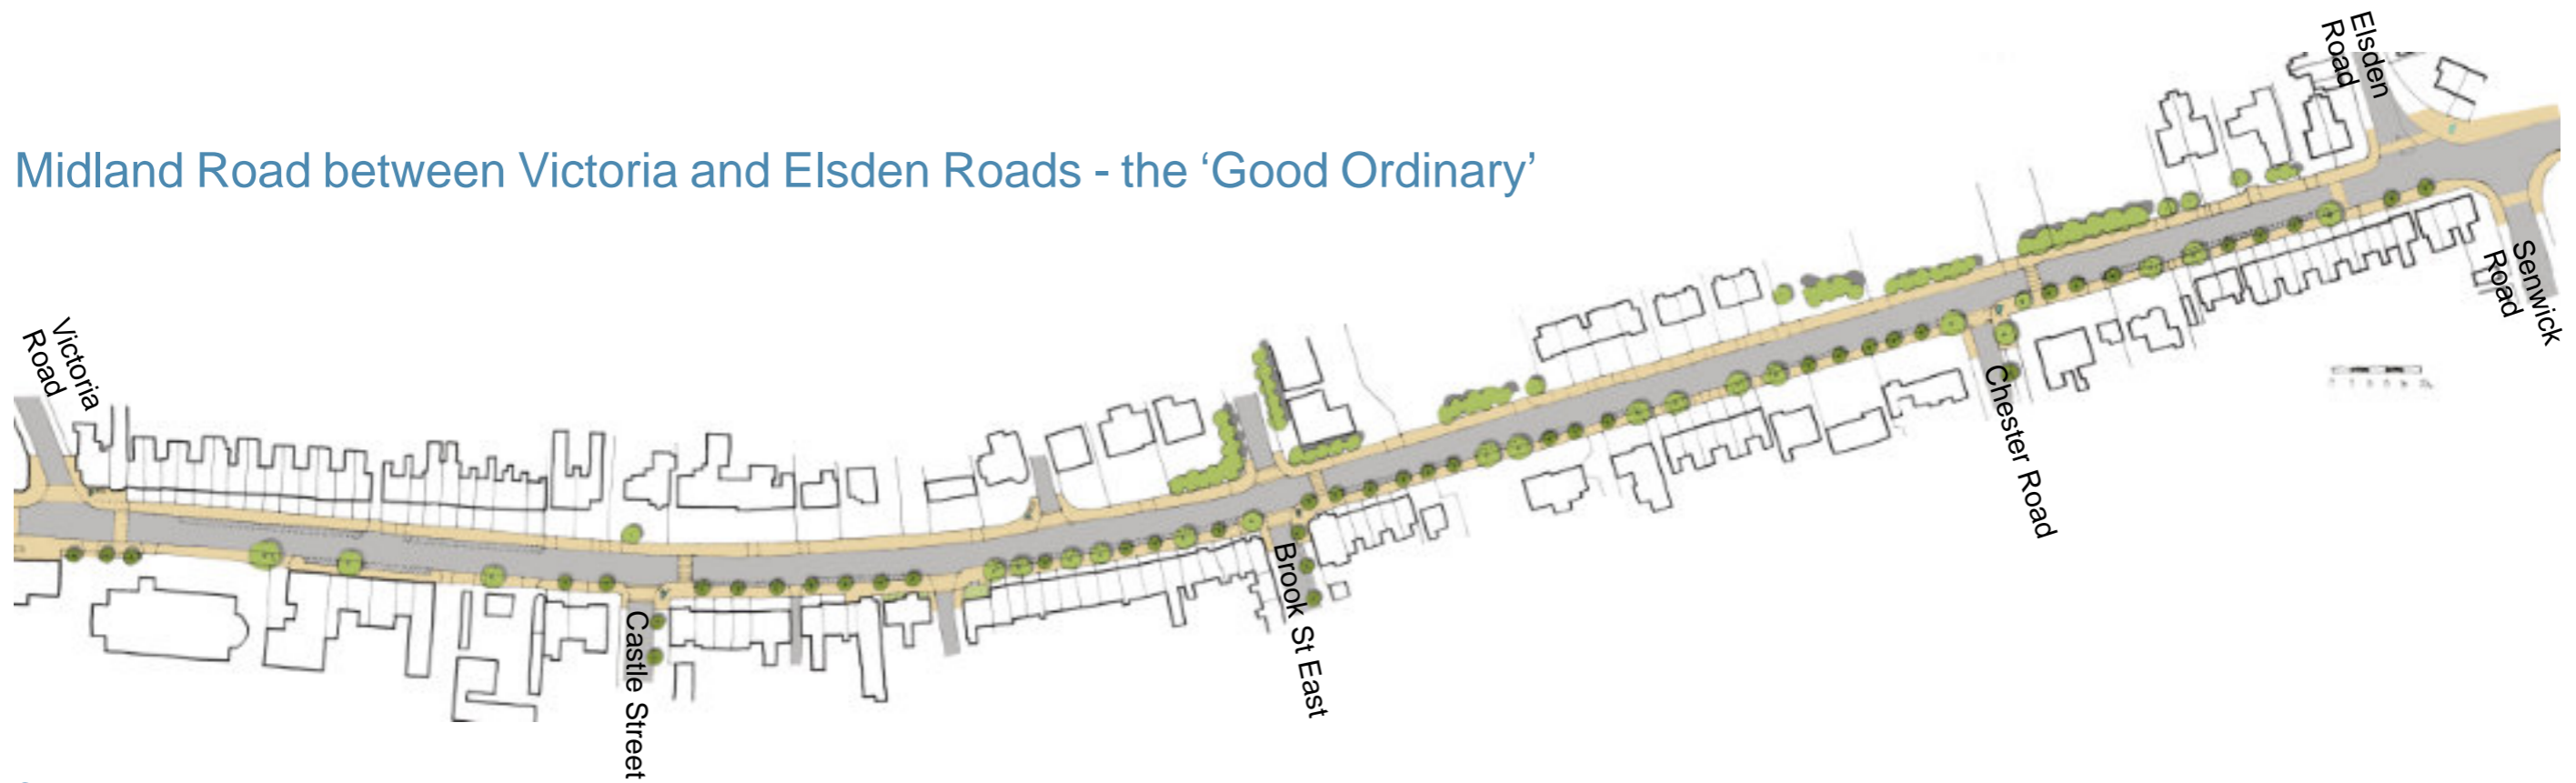 Midland Road between Victoria and Elsden Roads - the ‘Good Ordinary’
Victoria
Road
Castle Street
Brook St East
Chester Road
Elsden
Road
Senwick
Road